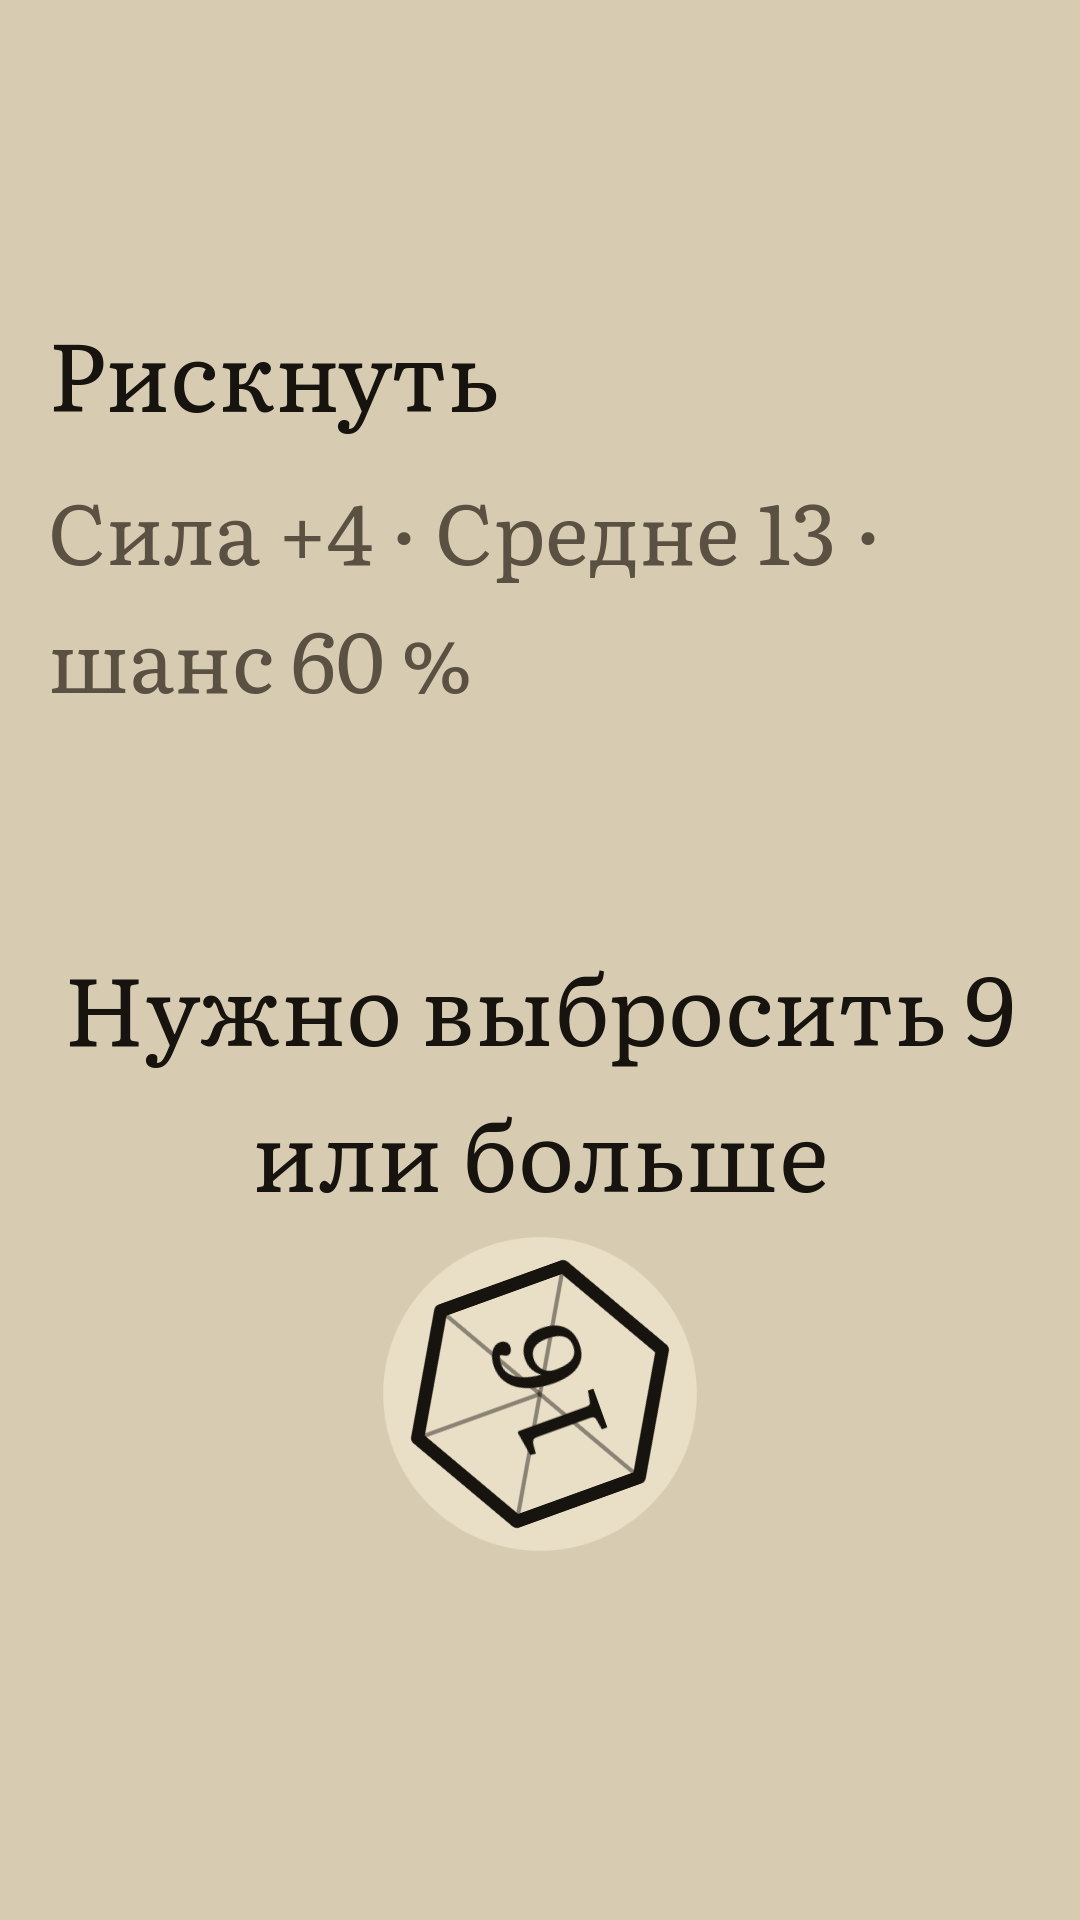 Рискнуть
Сила +4 · Средне 13 ·
шанс 60 %
Нужно выбросить 9
или больше
16